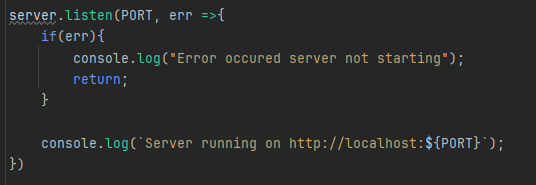 server.listen(PORT, err =>{
    if(err){
        console.log("Error occured server not starting");
        return;
    }

    console.log(`Server running on http://localhost:${PORT}`);
})